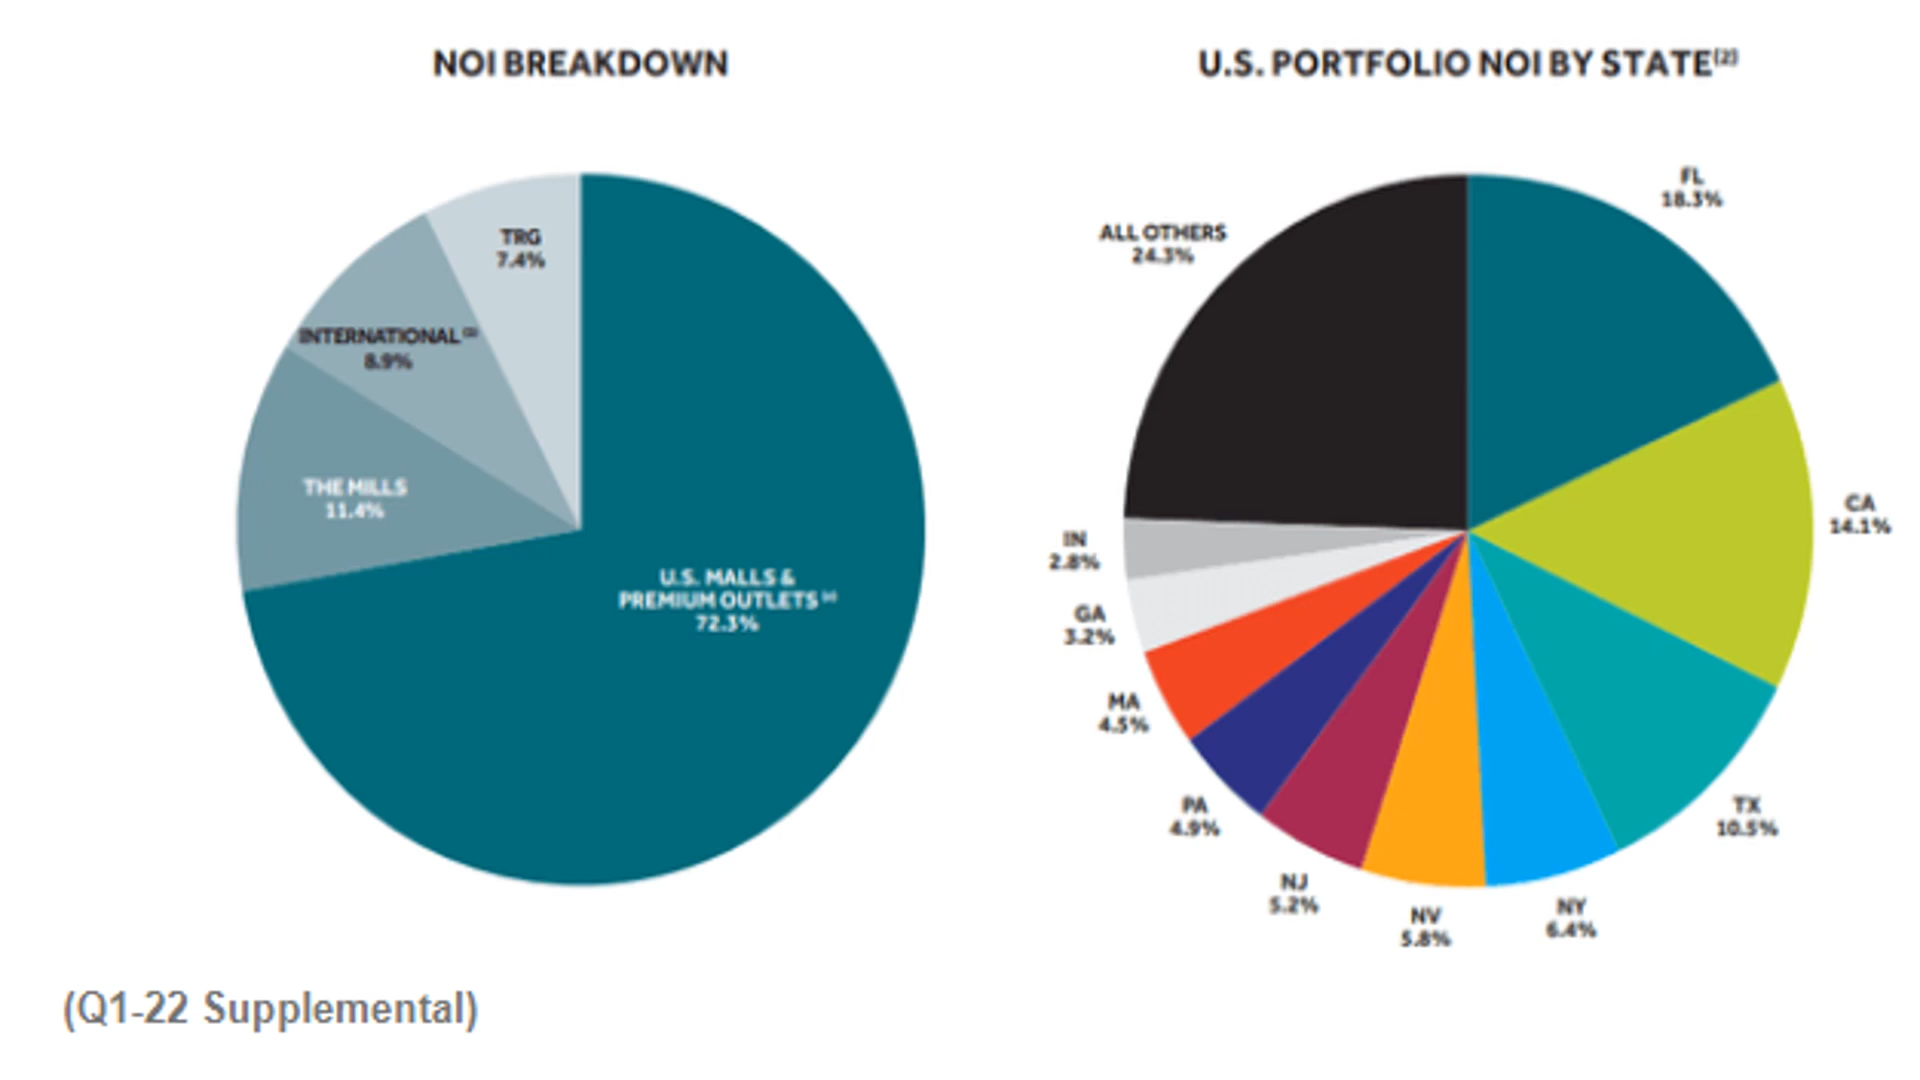 NOI BREAKDOWN
TRG
7.4%
INTERNATIONAL
8.9%
THE MILLS
11.4%
U.S. MALLS &
PREMIUM OUTLETS
72.3%
U.S. PORTFOLIO NOI BY STATE(2)
FL
18.3%
CA
14.1%
TX
10.5%
NY
6.4%
NV
5.8%
NJ
5.2%
PA
4.9%
MA
4.5%
GA
3.2%
IN
2.8%
ALL OTHERS
24.3%
(Q1-22 Supplemental)